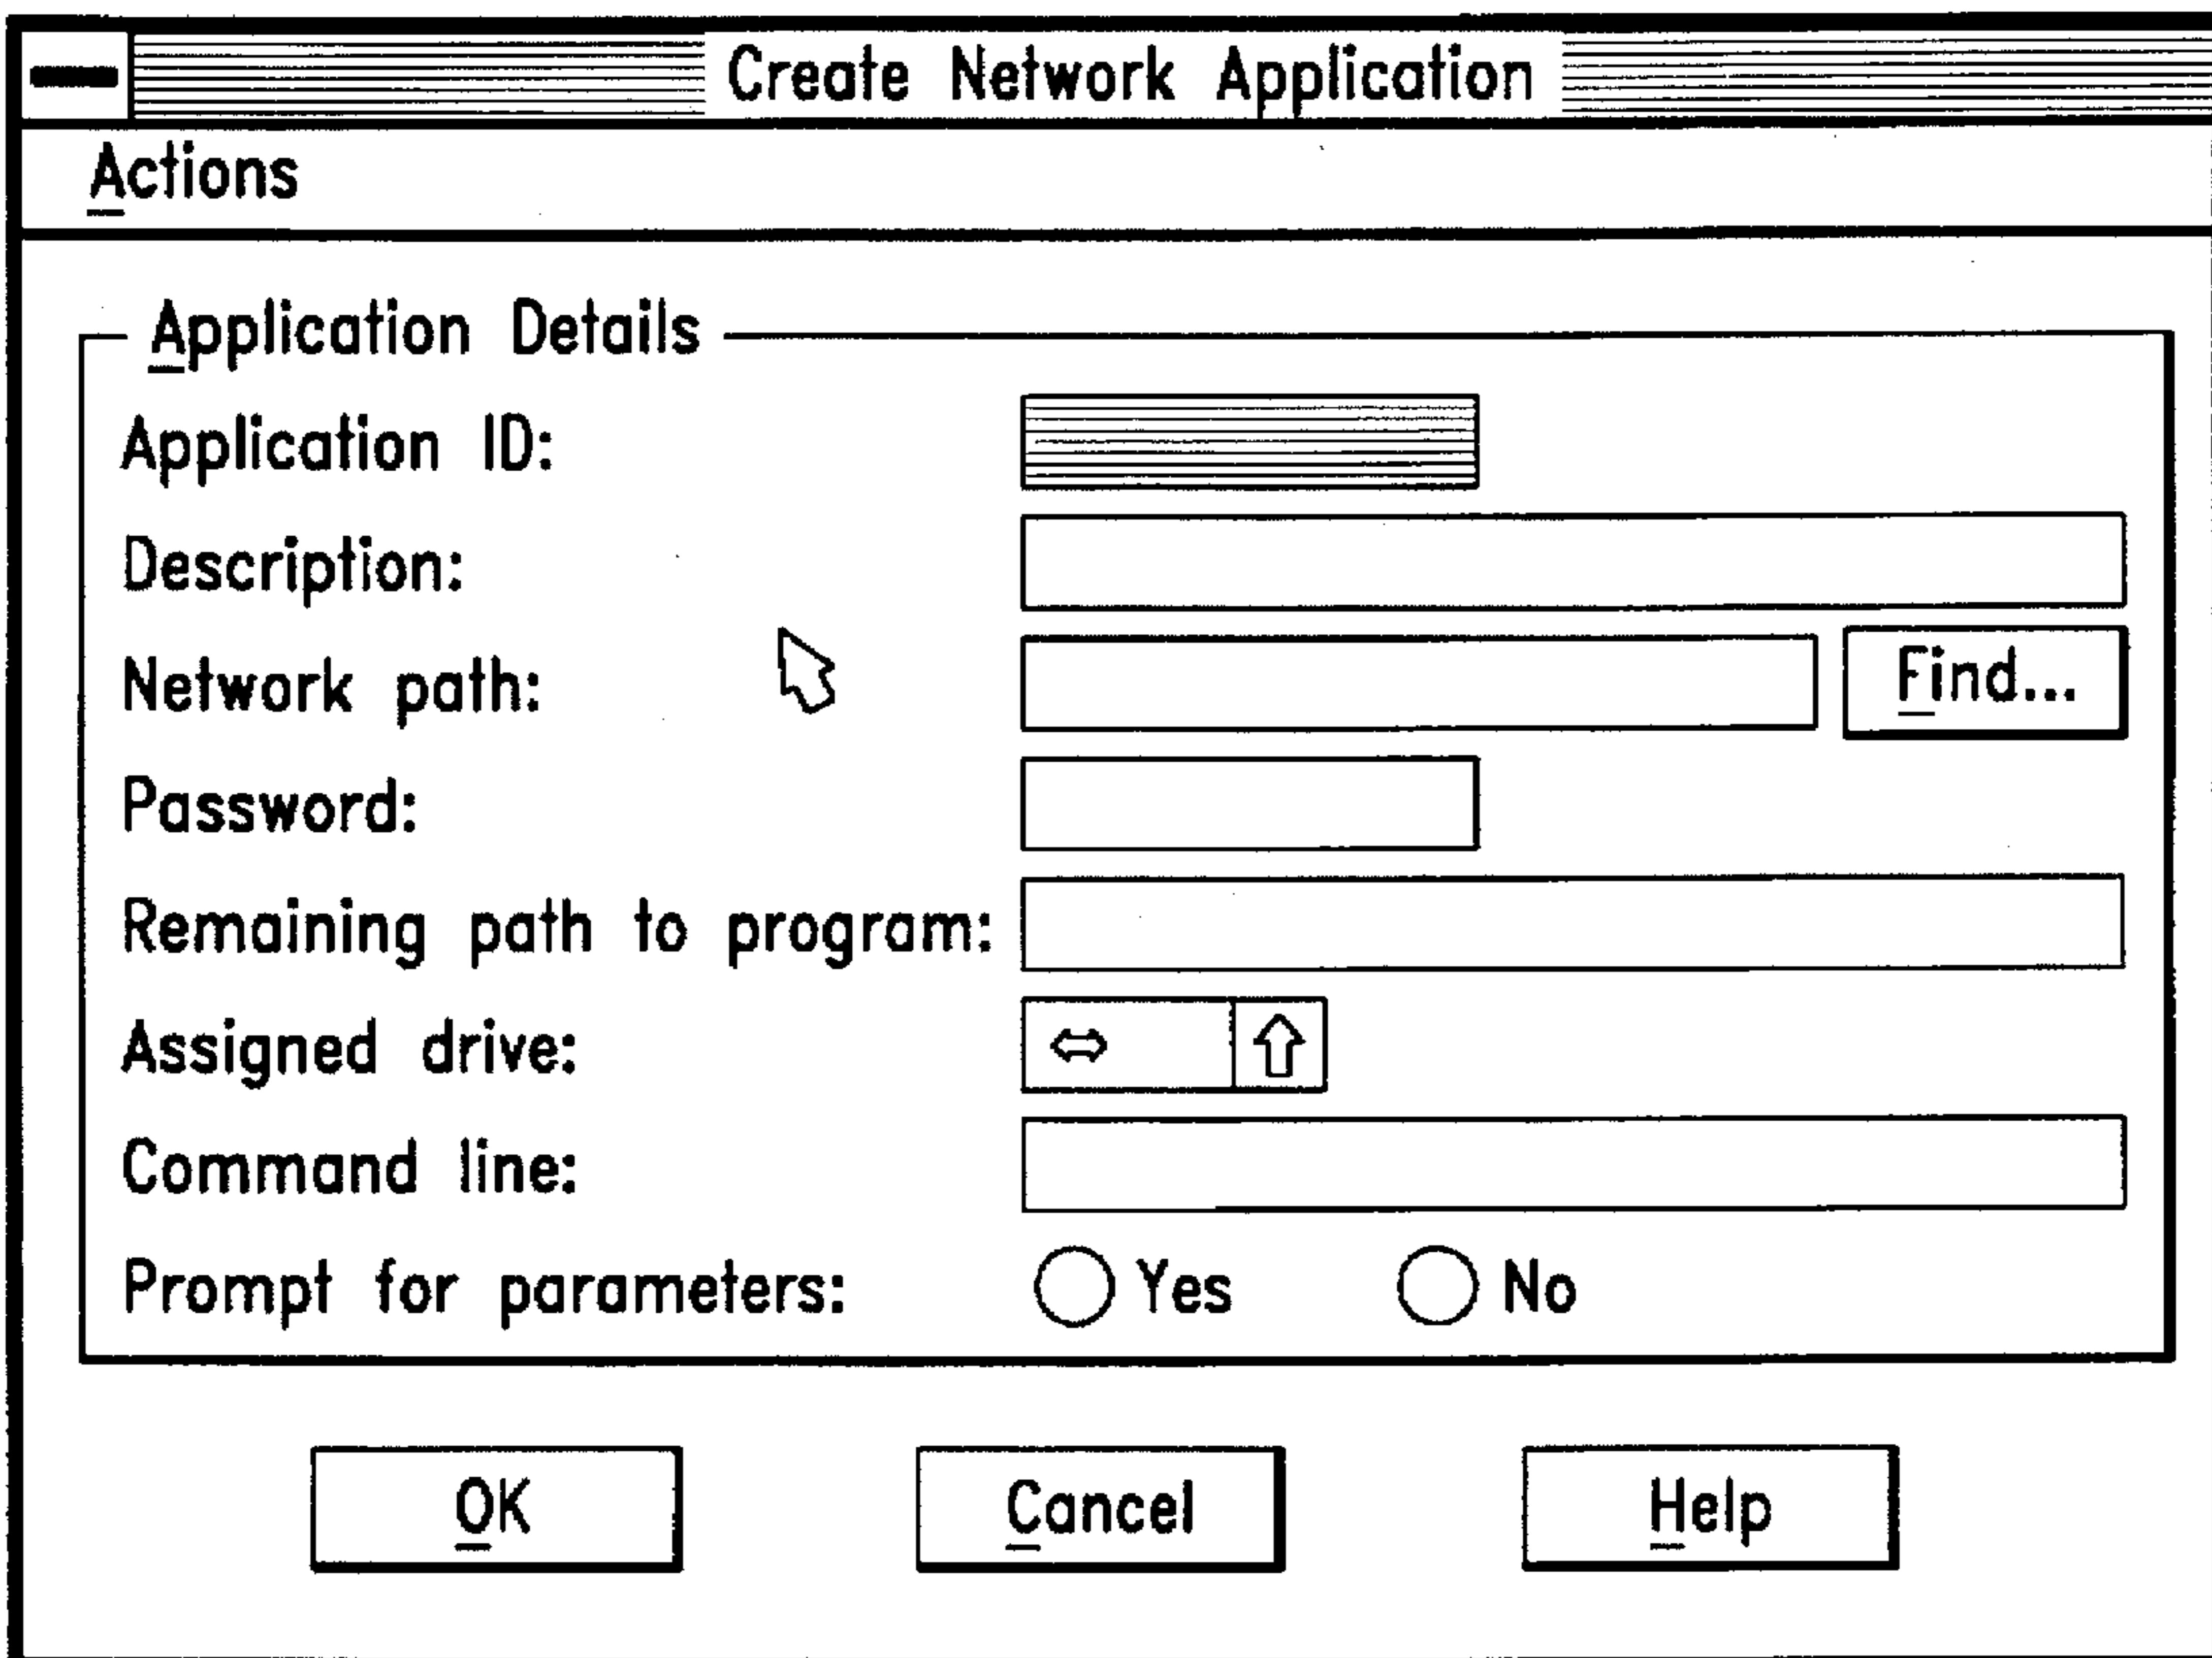 Create Network Application
Actions
Application Details
Application ID:
Description:
Network path: Find...
Password:
Remaining path to program:
Assigned drive:
Command line:
Prompt for parameters: Yes No
OK Cancel Help